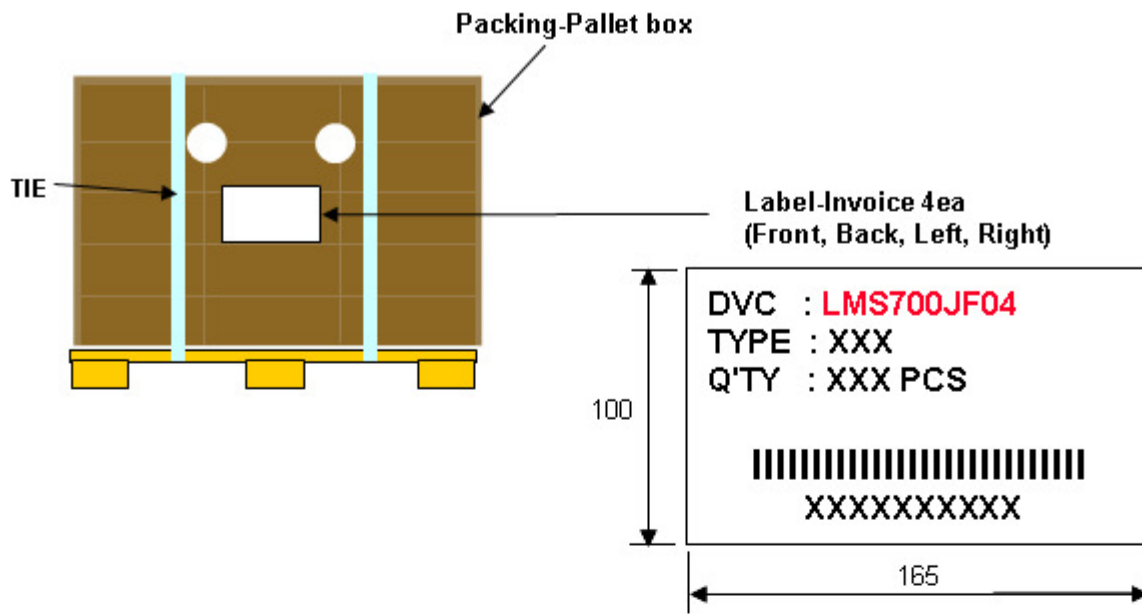 Packing-Pallet box
TIE
Label-Invoice 4ea
(Front, Back, Left, Right)
DVC : LMS700JF04
TYPE : XXX
Q'TY : XXX PCS
XXXXXXXXXX
100
165